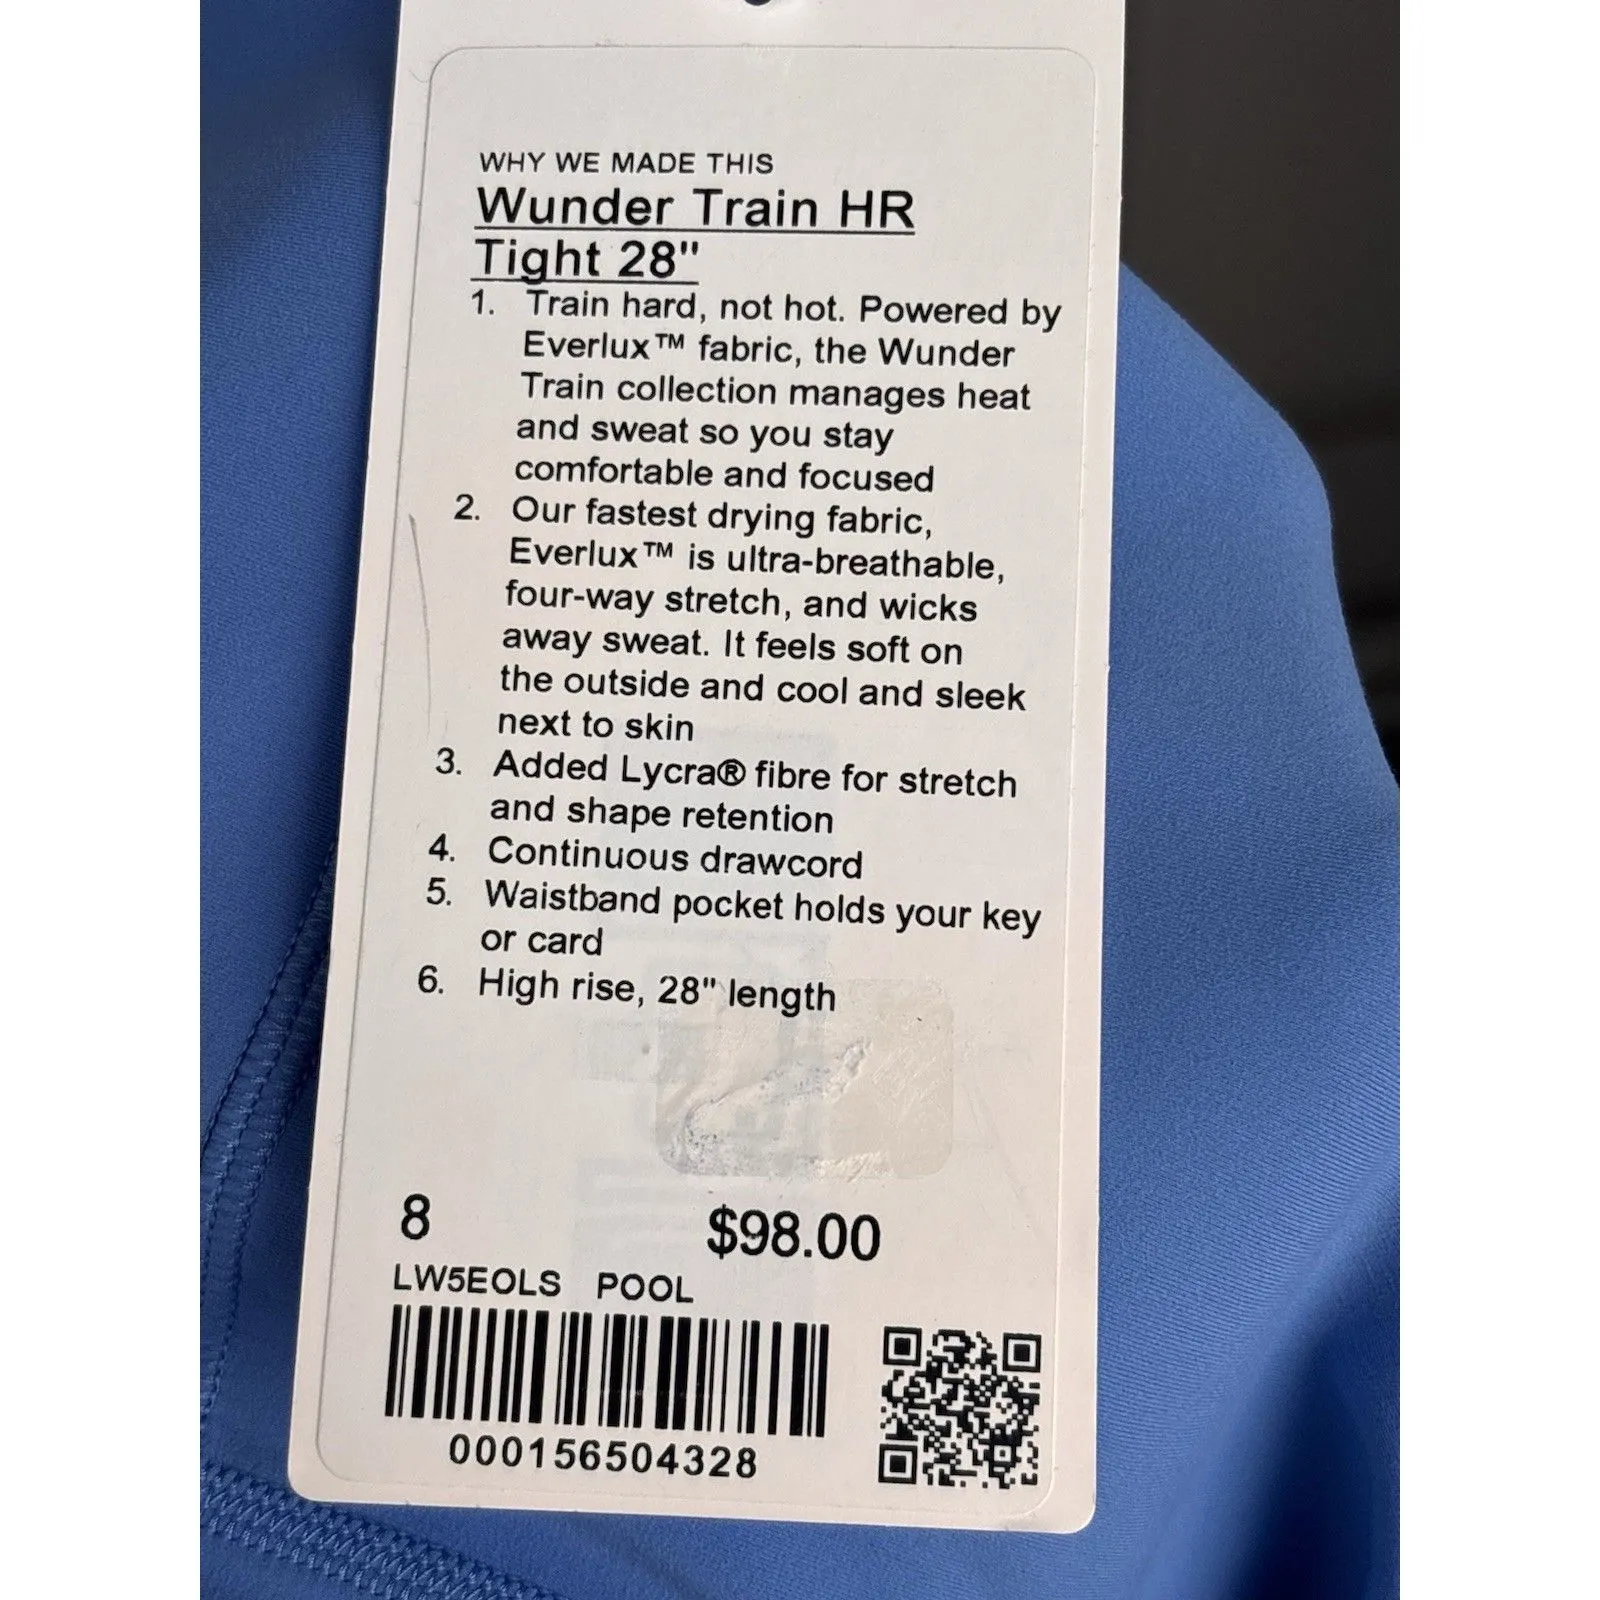 WHY WE MADE THIS
Wunder Train HR
Tight 28"
1. Train hard, not hot. Powered by
Everlux™ fabric, the Wunder
Train collection manages heat
and sweat so you stay
comfortable and focused
2. Our fastest drying fabric,
Everlux™ is ultra-breathable,
four-way stretch, and wicks
away sweat. It feels soft on
the outside and cool and sleek
next to skin
3. Added Lycra® fibre for stretch
and shape retention
4. Continuous drawcord
5. Waistband pocket holds your key
or card
6. High rise, 28" length
8 $98.00
LW5EOLS POOL
000156504328